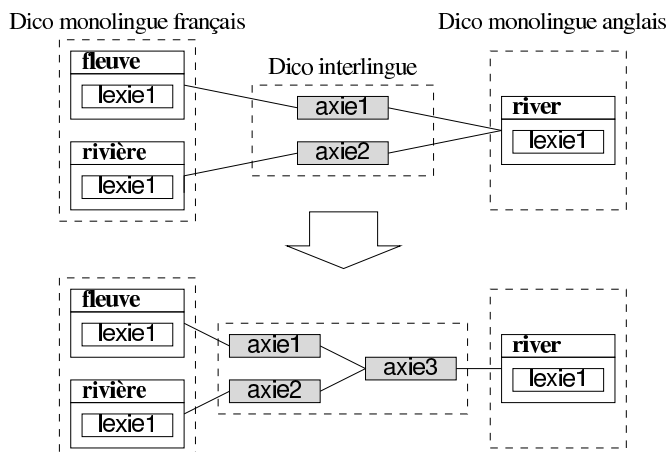 Dico monolingue français
Dico monolingue anglais
fleuve
lexie1
Dico interlingue
axie1
river
lexie1
rivière
lexie1
axie2
fleuve
lexie1
axie1
river
lexie1
axie3
rivière
lexie1
axie2